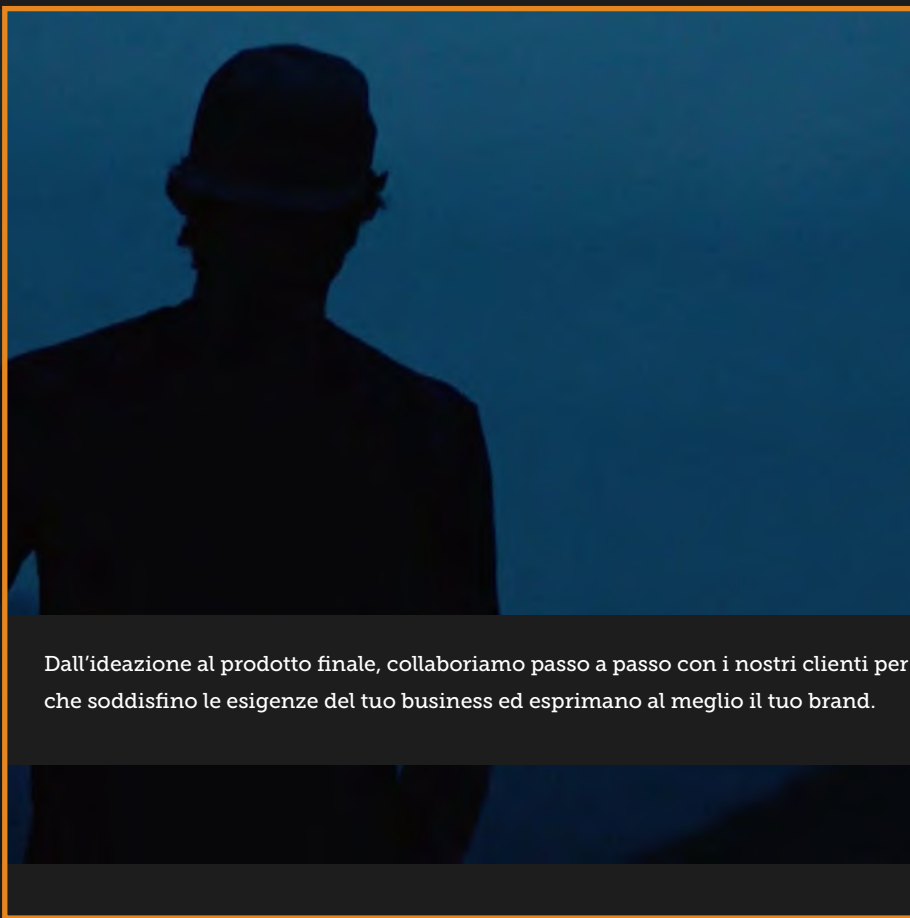 Dall'ideazione al prodotto finale, collaboriamo passo a passo con i nostri clienti per
che soddisfino le esigenze del tuo business ed esprimano al meglio il tuo brand.